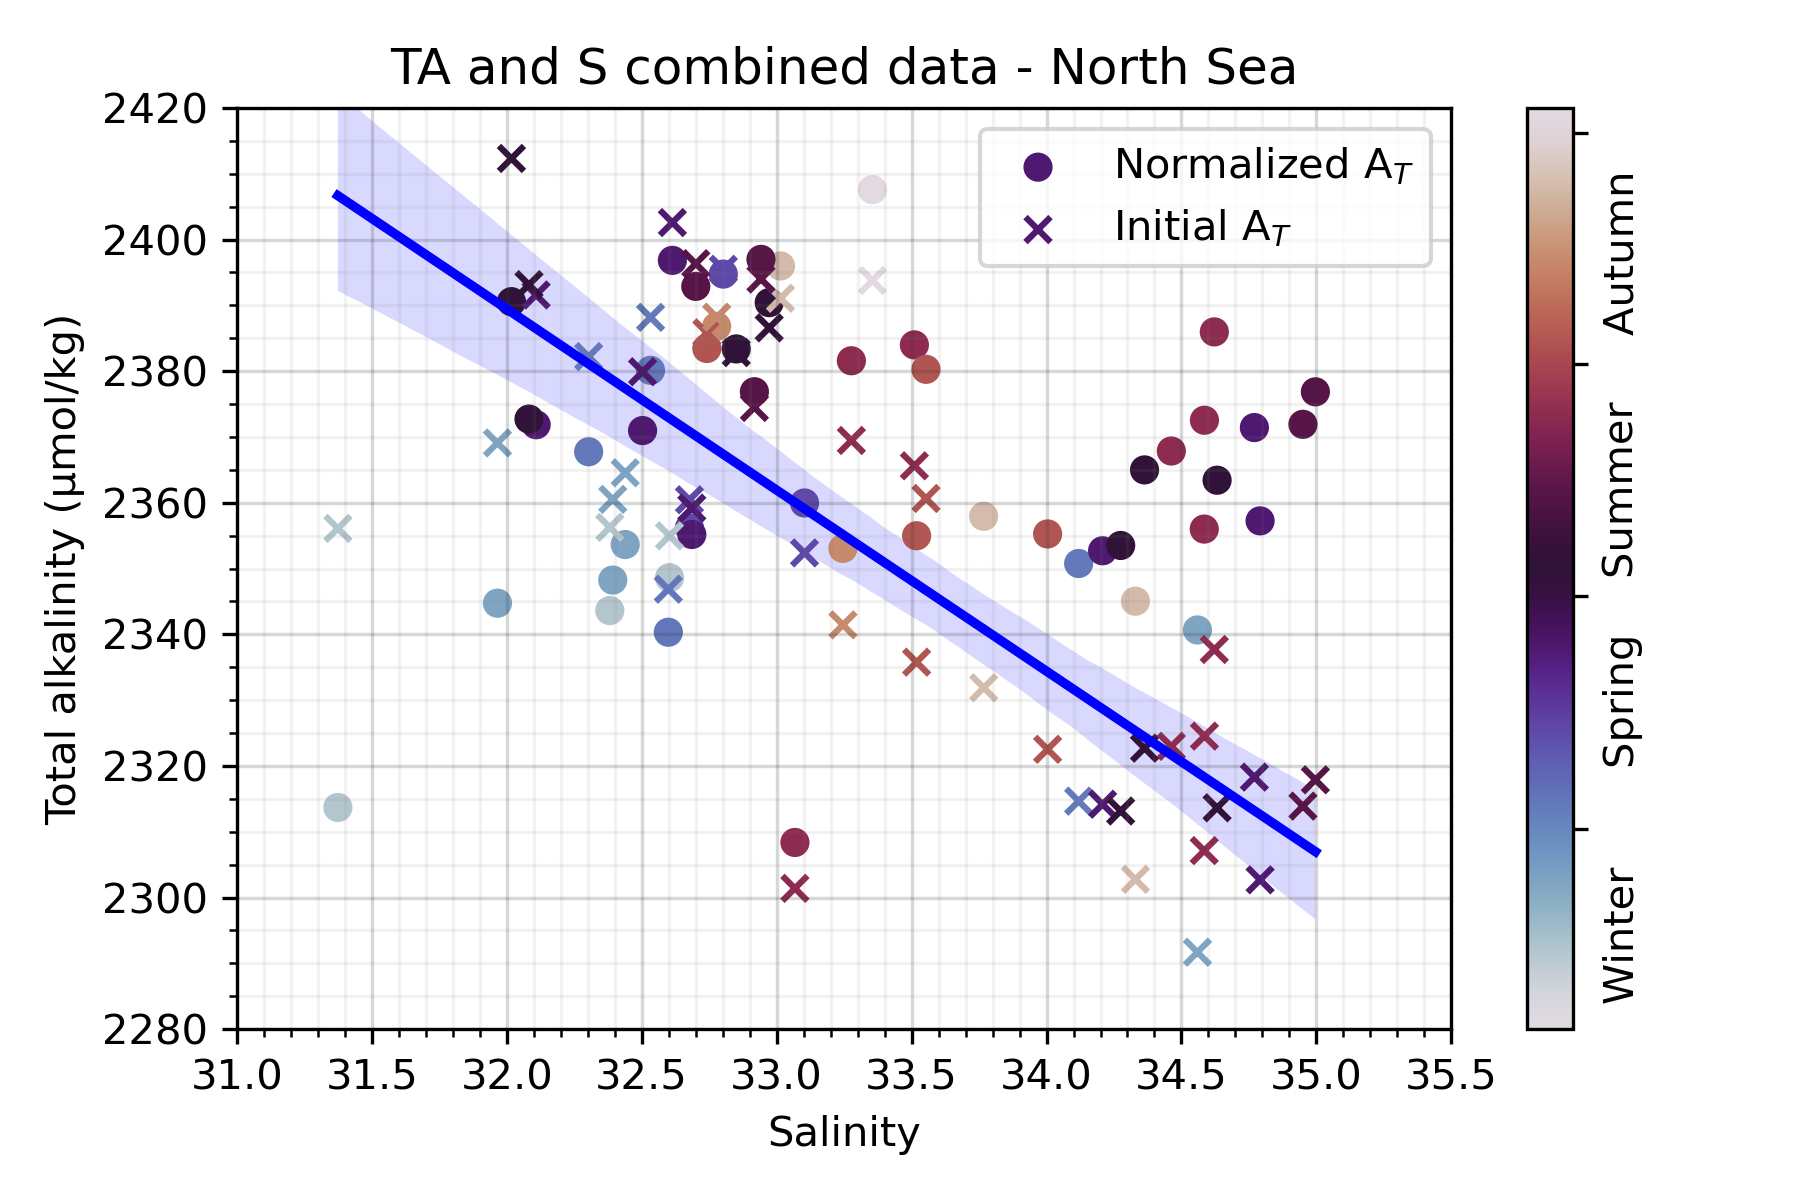 TA and S combined data - North Sea
2420
2400
2380
2360
2340
2320
2300
2280
Total alkalinity (μmol/kg)
31.0 31.5 32.0 32.5 33.0 33.5 34.0 34.5 35.0 35.5
Salinity
Normalized A_T
Initial A_T
Autumn
Summer
Spring
Winter